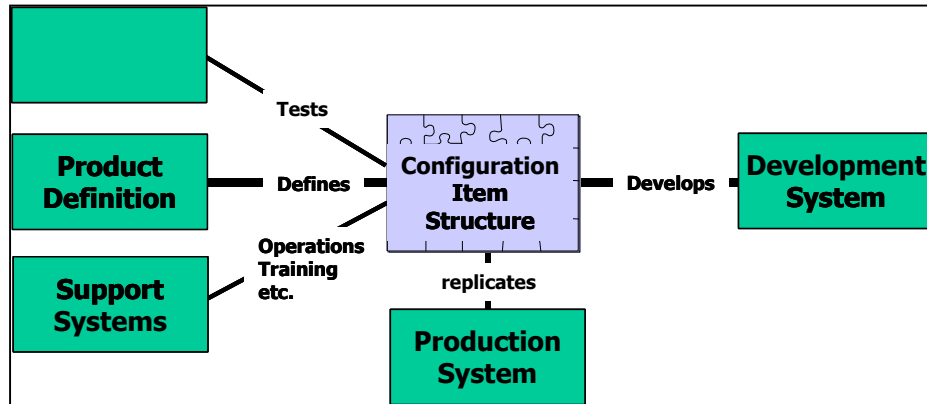 Tests
Product
Definition
Defines
Configuration
Item
Structure
Develops
Development
System
Operations
Training
etc.
Support
Systems
replicates
Production
System